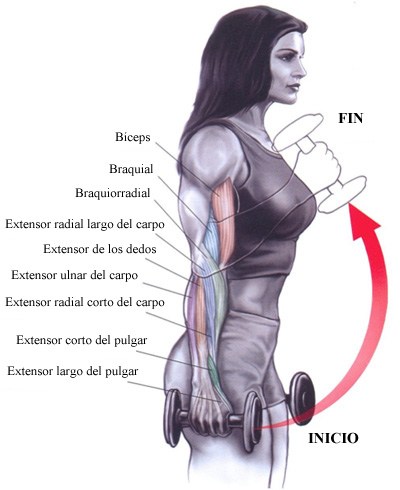 FIN
Biceps
Braquial
Braquiorradial
Extensor radial largo del carpo
Extensor de los dedos
Extensor ulnar del carpo
Extensor radial corto del carpo
Extensor corto del pulgar
Extensor largo del pulgar
INICIO